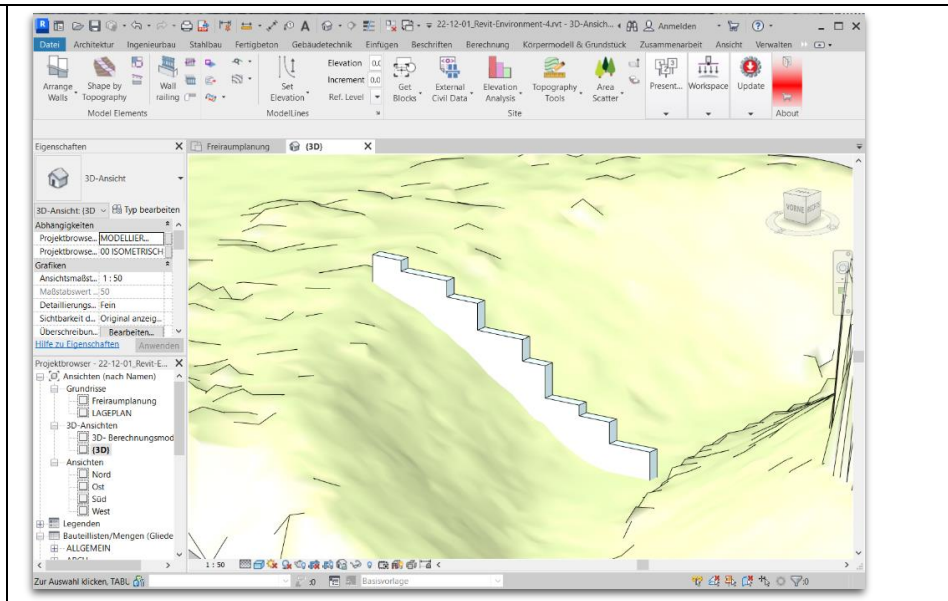 22-12-01_Revit-Environment-4.rvt - 3D-Ansich... Anmelden
Datei Architektur Ingenieurbau Stahlbau Fertigbeton Gebäudetechnik Einfügen Beschriften Berechnung Körpermodell & Grundstück Zusammenarbeit Ansicht Verwalten
Elevation 0,0
Increment 0,0
Ref. Level
Arrange Walls
Shape by Topography
Wall railing
Set Elevation
Get Blocks
External Civil Data
Elevation Analysis
Topography Tools
Area Scatter
Present...
Workspace
Update
Model Elements ModelLines Site About
Eigenschaften X Freiraumplanung {3D} X
3D-Ansicht
3D-Ansicht: {3D Typ bearbeiten
Abhängigkeiten
Projektbrowse... MODELLIER...
Projektbrowse... 00 ISOMETRISCH
Grafiken
Ansichtsmaßst... 1 : 50
Maßstabswert ... 50
Detaillierungs... Fein
Sichtbarkeit d... Original anzeig...
Überschreibun... Bearbeiten...
Hilfe zu Eigenschaften Anwenden
Projektbrowser - 22-12-01_Revit-E... X
Ansichten (nach Namen)
Grundrisse
Freiraumplanung
LAGEPLAN
3D-Ansichten
3D- Berechnungsmod
{3D}
Ansichten
Nord
Ost
Süd
West
Legenden
Bauteillisten/Mengen (Gliede
ALLGEMEIN
VORNE
1 : 50
Zur Auswahl klicken, TABU :0 Basisvorlage :0